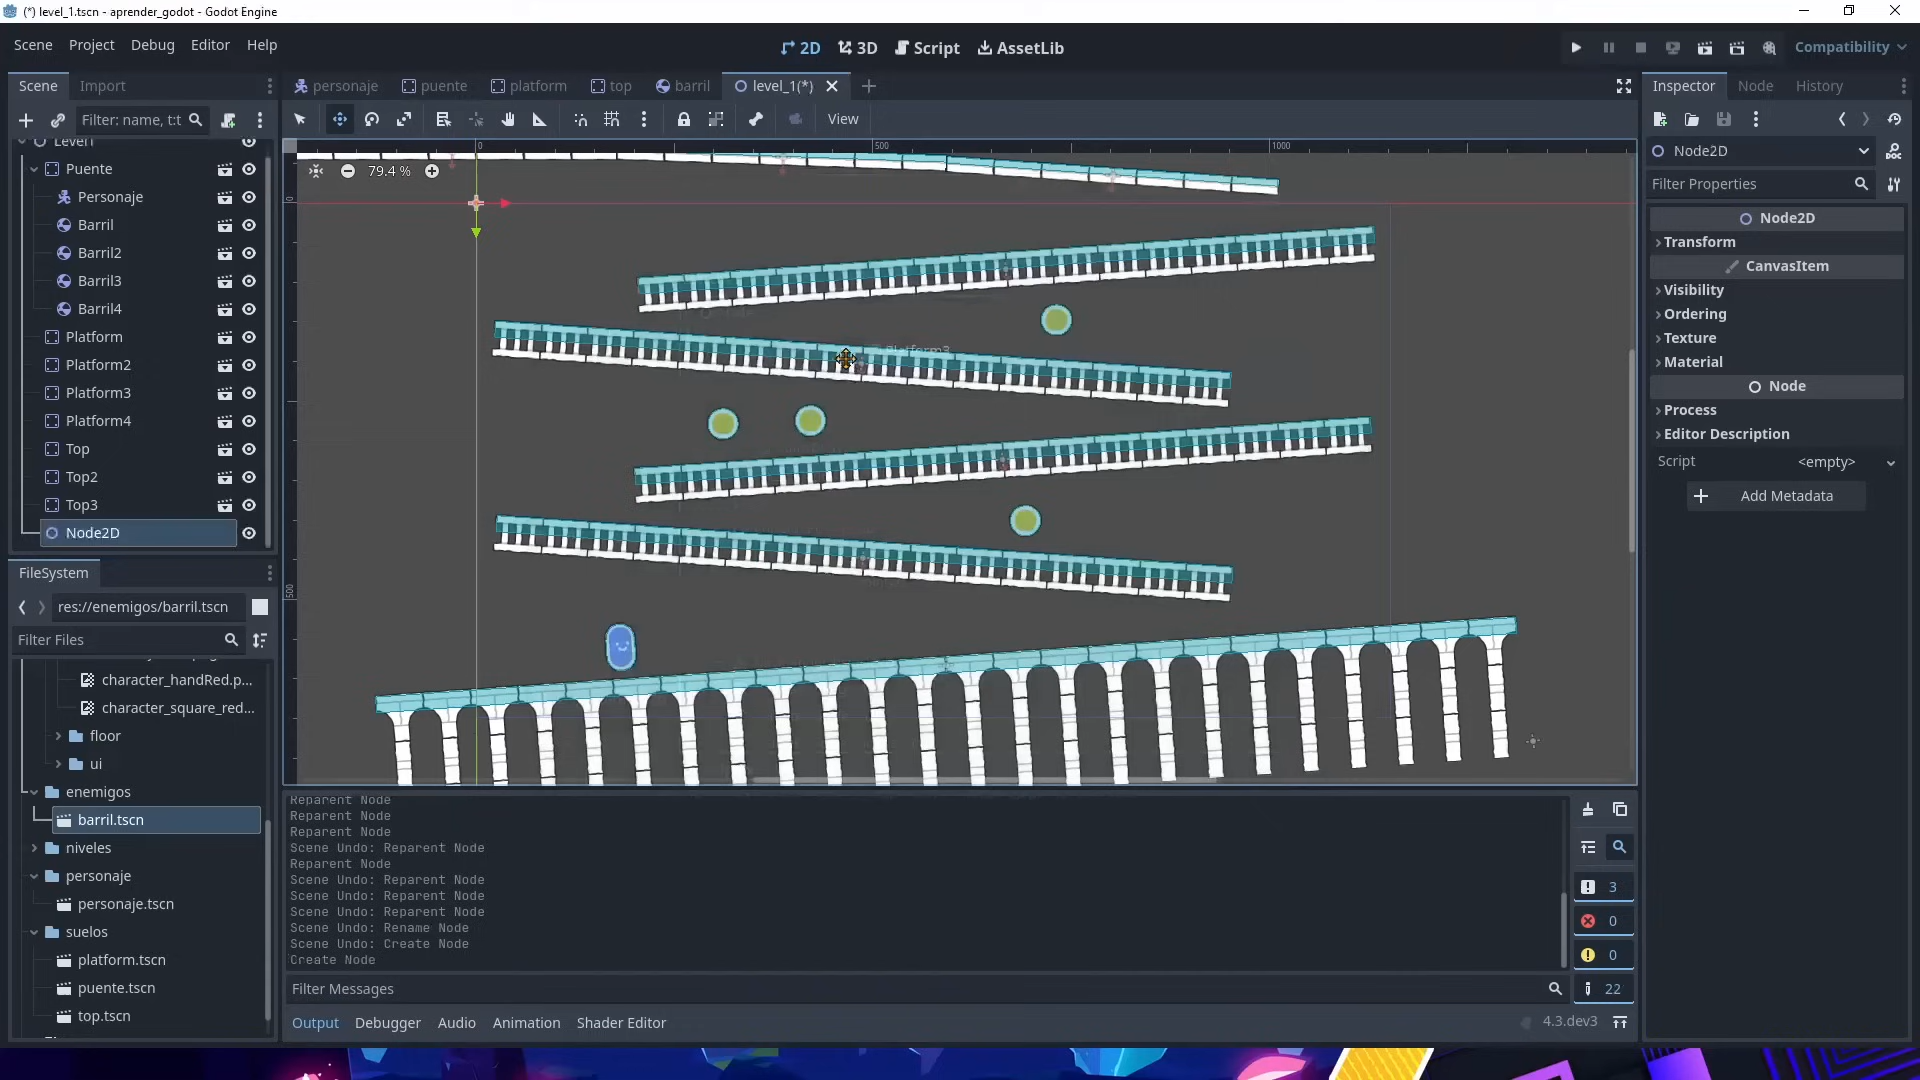 (*) level_1.tscn - aprender_godot - Godot Engine
Scene Project Debug Editor Help
2D 3D Script AssetLib
Compatibility
Scene Import
personaje puente platform top barril level_1(*)
Inspector Node History
Filter: name, t:t
View
Level1
Puente
Personaje
Barril
Barril2
Barril3
Barril4
Platform
Platform2
Platform3
Platform4
Top
Top2
Top3
Node2D
0 500 1000
79.4 %
0
500
Platform3
FileSystem
res://enemigos/barril.tscn
Filter Files
character_handRed.p...
character_square_red...
floor
ui
enemigos
barril.tscn
niveles
personaje
personaje.tscn
suelos
platform.tscn
puente.tscn
top.tscn
Reparent Node
Reparent Node
Reparent Node
Scene Undo: Reparent Node
Reparent Node
Scene Undo: Reparent Node
Scene Undo: Reparent Node
Scene Undo: Reparent Node
Scene Undo: Rename Node
Scene Undo: Create Node
Create Node
Filter Messages
3
0
0
22
Output Debugger Audio Animation Shader Editor
4.3.dev3
Node2D
Filter Properties
Node2D
Transform
CanvasItem
Visibility
Ordering
Texture
Material
Node
Process
Editor Description
Script <empty>
Add Metadata